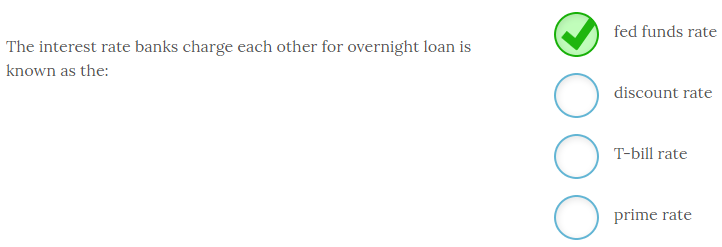 The interest rate banks charge each other for overnight loan is
known as the:
fed funds rate
discount rate
T-bill rate
prime rate